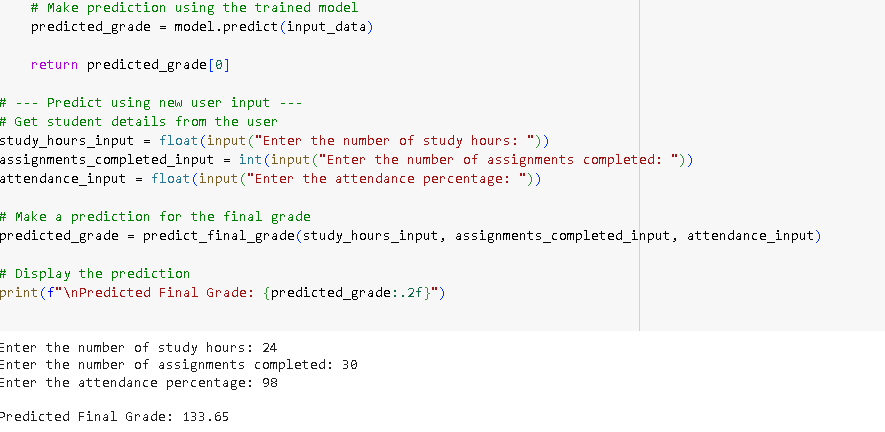 # Make prediction using the trained model
predicted_grade = model.predict(input_data)
return predicted_grade[0]
# --- Predict using new user input ---
# Get student details from the user
study_hours_input = float(input("Enter the number of study hours: "))
assignments_completed_input = int(input("Enter the number of assignments completed: "))
attendance_input = float(input("Enter the attendance percentage: "))
# Make a prediction for the final grade
predicted_grade = predict_final_grade(study_hours_input, assignments_completed_input, attendance_input)
# Display the prediction
print(f"\nPredicted Final Grade: {predicted_grade:.2f}")
Enter the number of study hours: 24
Enter the number of assignments completed: 30
Enter the attendance percentage: 98
Predicted Final Grade: 133.65